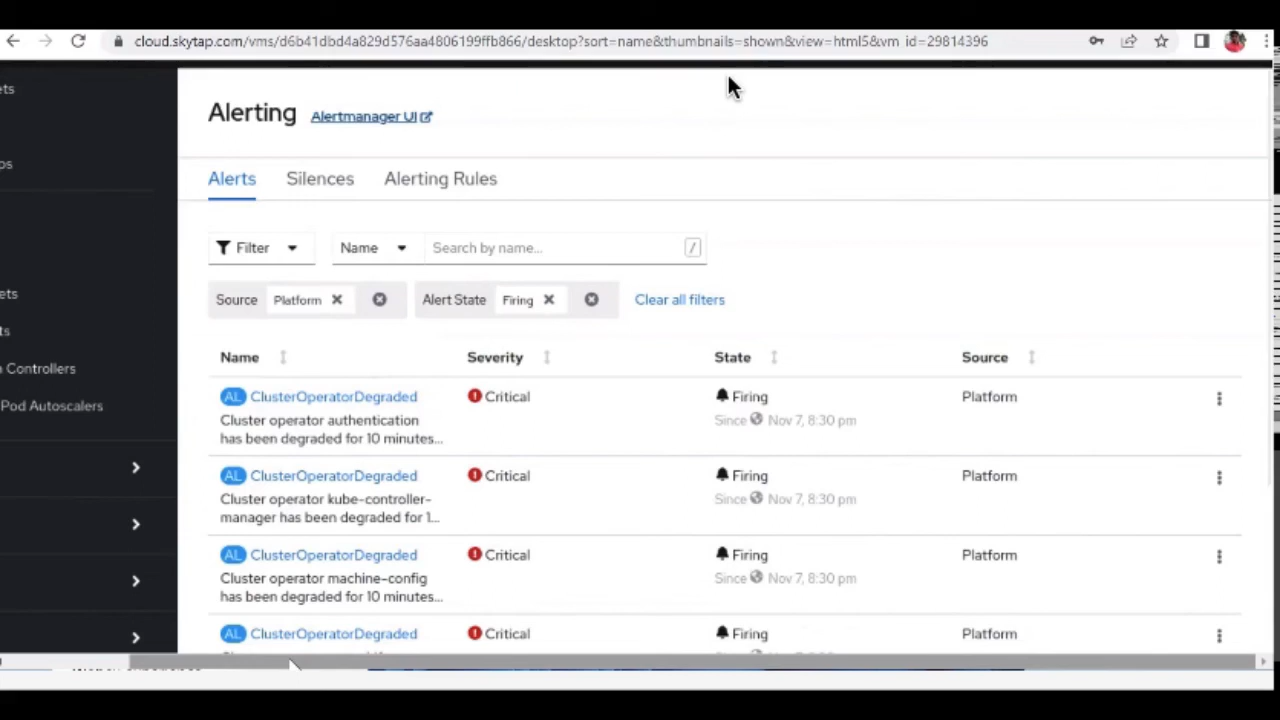 cloud.skytap.com/vms/d6b41dbd4a829d576aa4806199ffb866/desktop?sort=name&thumbnails=shown&view=html5&vm_id=29814396
ets
Alerting Alertmanager UI
ps
Alerts Silences Alerting Rules
Filter Name Search by name... /
ets
Source Platform Alert State Firing Clear all filters
ts
Name Severity State Source
n Controllers
AL ClusterOperatorDegraded Critical Firing Platform
Pod Autoscalers
Cluster operator authentication Since Nov 7, 8:30 pm
has been degraded for 10 minutes...
AL ClusterOperatorDegraded Critical Firing Platform
Cluster operator kube-controller- Since Nov 7, 8:30 pm
manager has been degraded for 1...
AL ClusterOperatorDegraded Critical Firing Platform
Cluster operator machine-config Since Nov 7, 8:30 pm
has been degraded for 10 minutes...
AL ClusterOperatorDegraded Critical Firing Platform